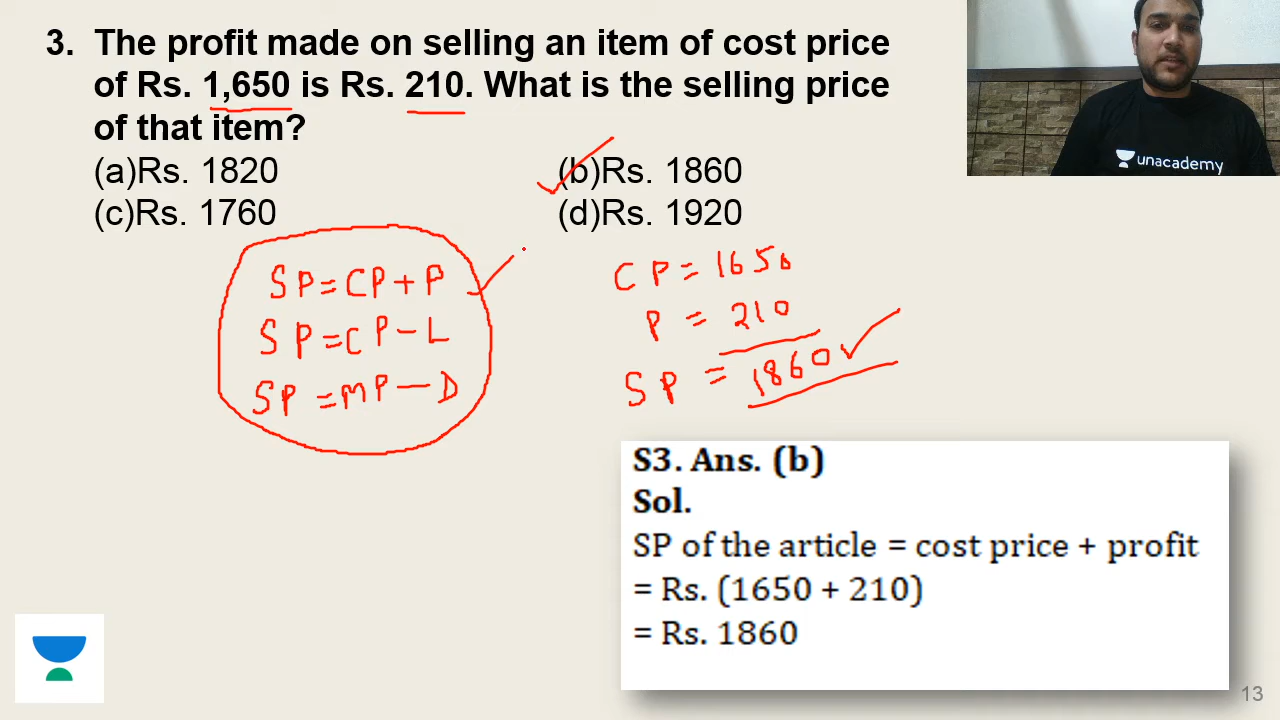 3. The profit made on selling an item of cost price
of Rs. 1,650 is Rs. 210. What is the selling price
of that item?
(a)Rs. 1820 (b)Rs. 1860
(c)Rs. 1760 (d)Rs. 1920
SP=CP+P
SP=CP-L
SP=MP-D
CP=1650
P=210
SP=1860
unacademy
S3. Ans. (b)
Sol.
SP of the article = cost price + profit
= Rs. (1650 + 210)
= Rs. 1860
13